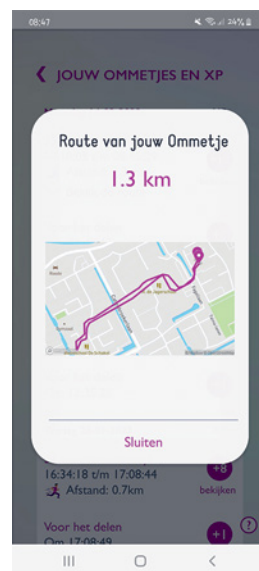 08:47
24%
JOUW OMMETJES EN XP
Route van jouw Ommetje
1.3 km
Sluiten
16:34:18 t/m 17:08:44
+8
Afstand: 0.7km
bekijken
Voor het delen
+1
?
Om 17:08:49